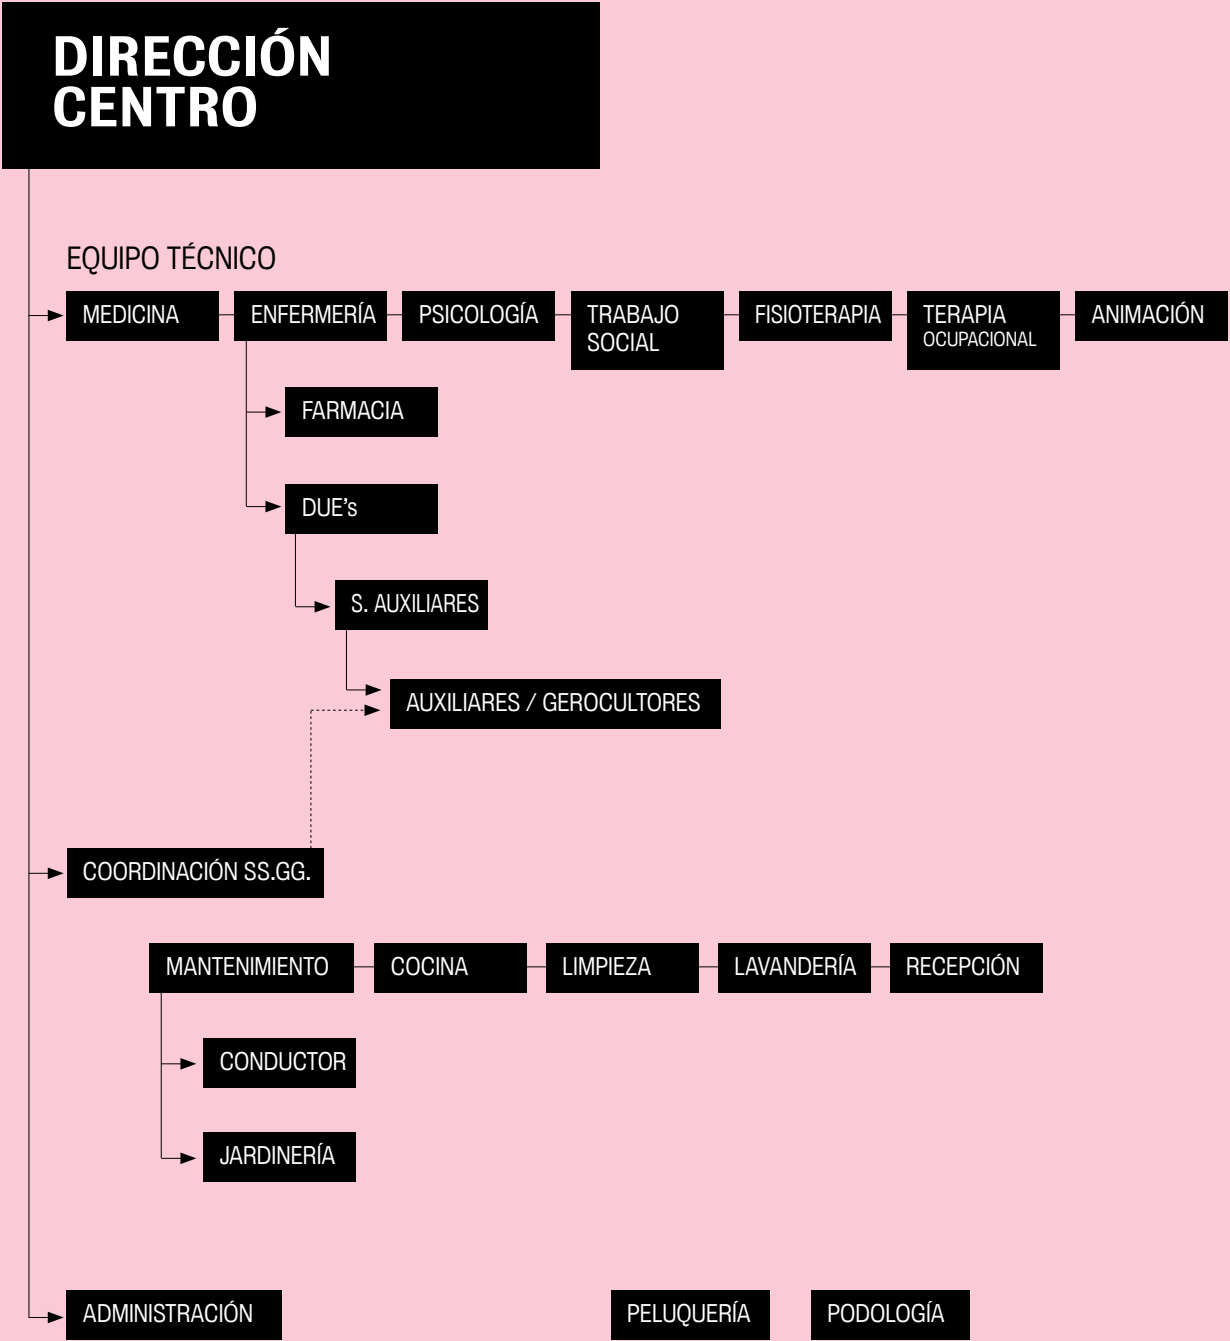 DIRECCIÓN
CENTRO
EQUIPO TÉCNICO
MEDICINA
ENFERMERÍA
PSICOLOGÍA
TRABAJO
SOCIAL
FISIOTERAPIA
TERAPIA
OCUPACIONAL
ANIMACIÓN
FARMACIA
DUE's
S. AUXILIARES
AUXILIARES / GEROCULTORES
COORDINACIÓN SS.GG.
MANTENIMIENTO
COCINA
LIMPIEZA
LAVANDERÍA
RECEPCIÓN
CONDUCTOR
JARDINERÍA
ADMINISTRACIÓN
PELUQUERÍA
PODOLOGÍA